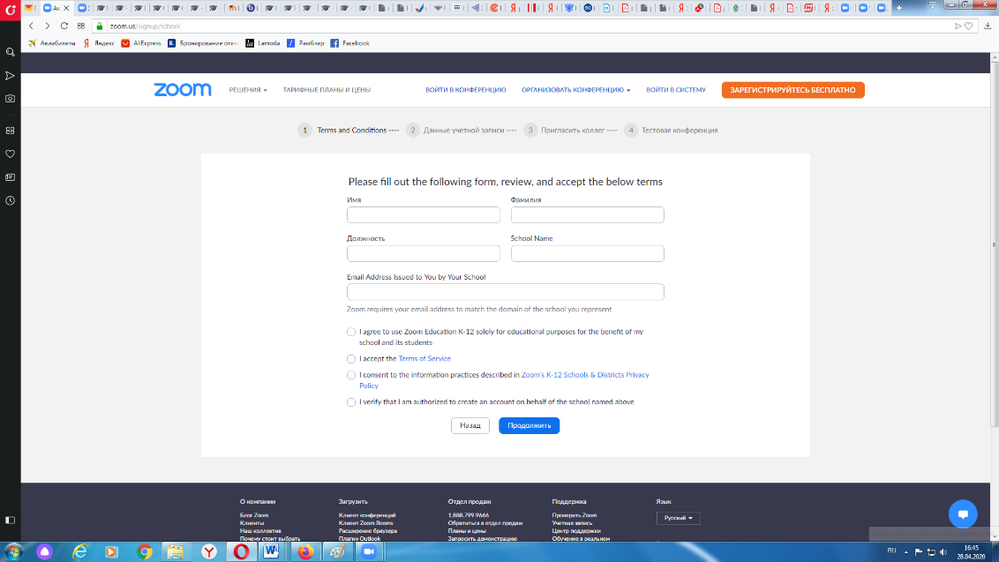 zoom.us/signup/school
Авиабилеты Яндекс AliExpress Бронирование отел Lamoda Рамблер Facebook
zoom РЕШЕНИЯ ТАРИФНЫЕ ПЛАНЫ И ЦЕНЫ ВОЙТИ В КОНФЕРЕНЦИЮ ОРГАНИЗОВАТЬ КОНФЕРЕНЦИЮ ВОЙТИ В СИСТЕМУ ЗАРЕГИСТРИРУЙТЕСЬ БЕСПЛАТНО
1 Terms and Conditions ---- 2 Данные учетной записи ---- 3 Пригласить коллег ---- 4 Тестовая конференция
Please fill out the following form, review, and accept the below terms
Имя Фамилия
Должность School Name
Email Address Issued to You by Your School
Zoom requires your email address to match the domain of the school you represent
I agree to use Zoom Education K-12 solely for educational purposes for the benefit of my
school and its students
I accept the Terms of Service
I consent to the information practices described in Zoom's K-12 Schools & Districts Privacy
Policy
I verify that I am authorized to create an account on behalf of the school named above
Назад Продолжить
О компании Загрузить Отдел продаж Поддержка Язык
Блог Zoom Клиент конференций 1.888.799.9666 Проверить Zoom Русский
Клиенты Клиент Zoom Rooms Обратиться в отдел продаж Учетная запись
Наш коллектив Расширение браузера Планы и цены Центр поддержки
Почему стоит выбрать Плагин Outlook Запросить демонстрацию Обучение в реальном
RU 16:45
28.04.2020